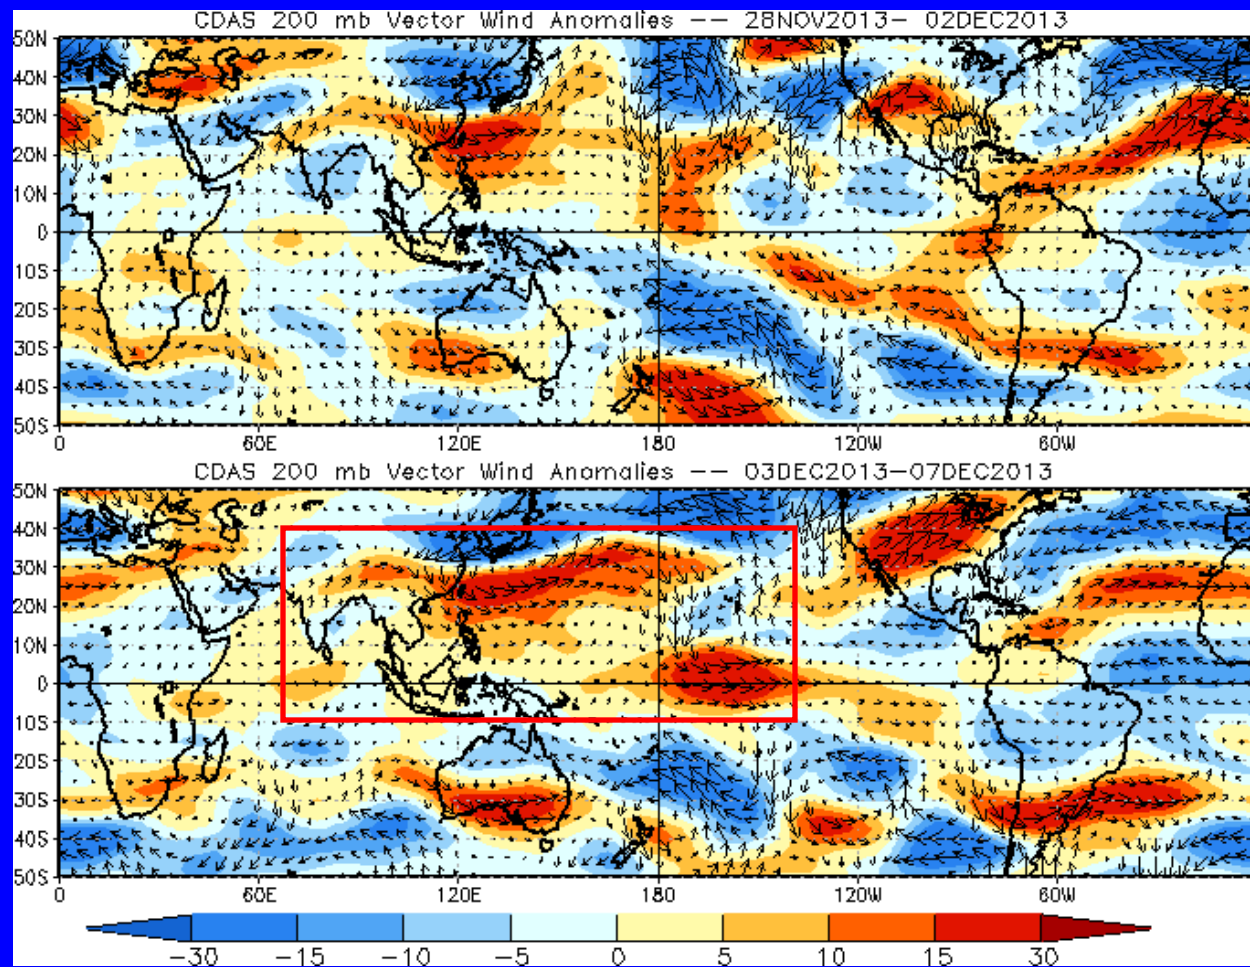 CDAS 200 mb Vector Wind Anomalies -- 28NOV2013- 02DEC2013
50N
40N
30N
20N
10N
0
10S
20S
30S
40S
50S
0 60E 120E 180 120W 60W
CDAS 200 mb Vector Wind Anomalies -- 03DEC2013-07DEC2013
50N
40N
30N
20N
10N
0
10S
20S
30S
40S
50S
0 60E 120E 180 120W 60W
-30 -15 -10 -5 0 5 10 15 30